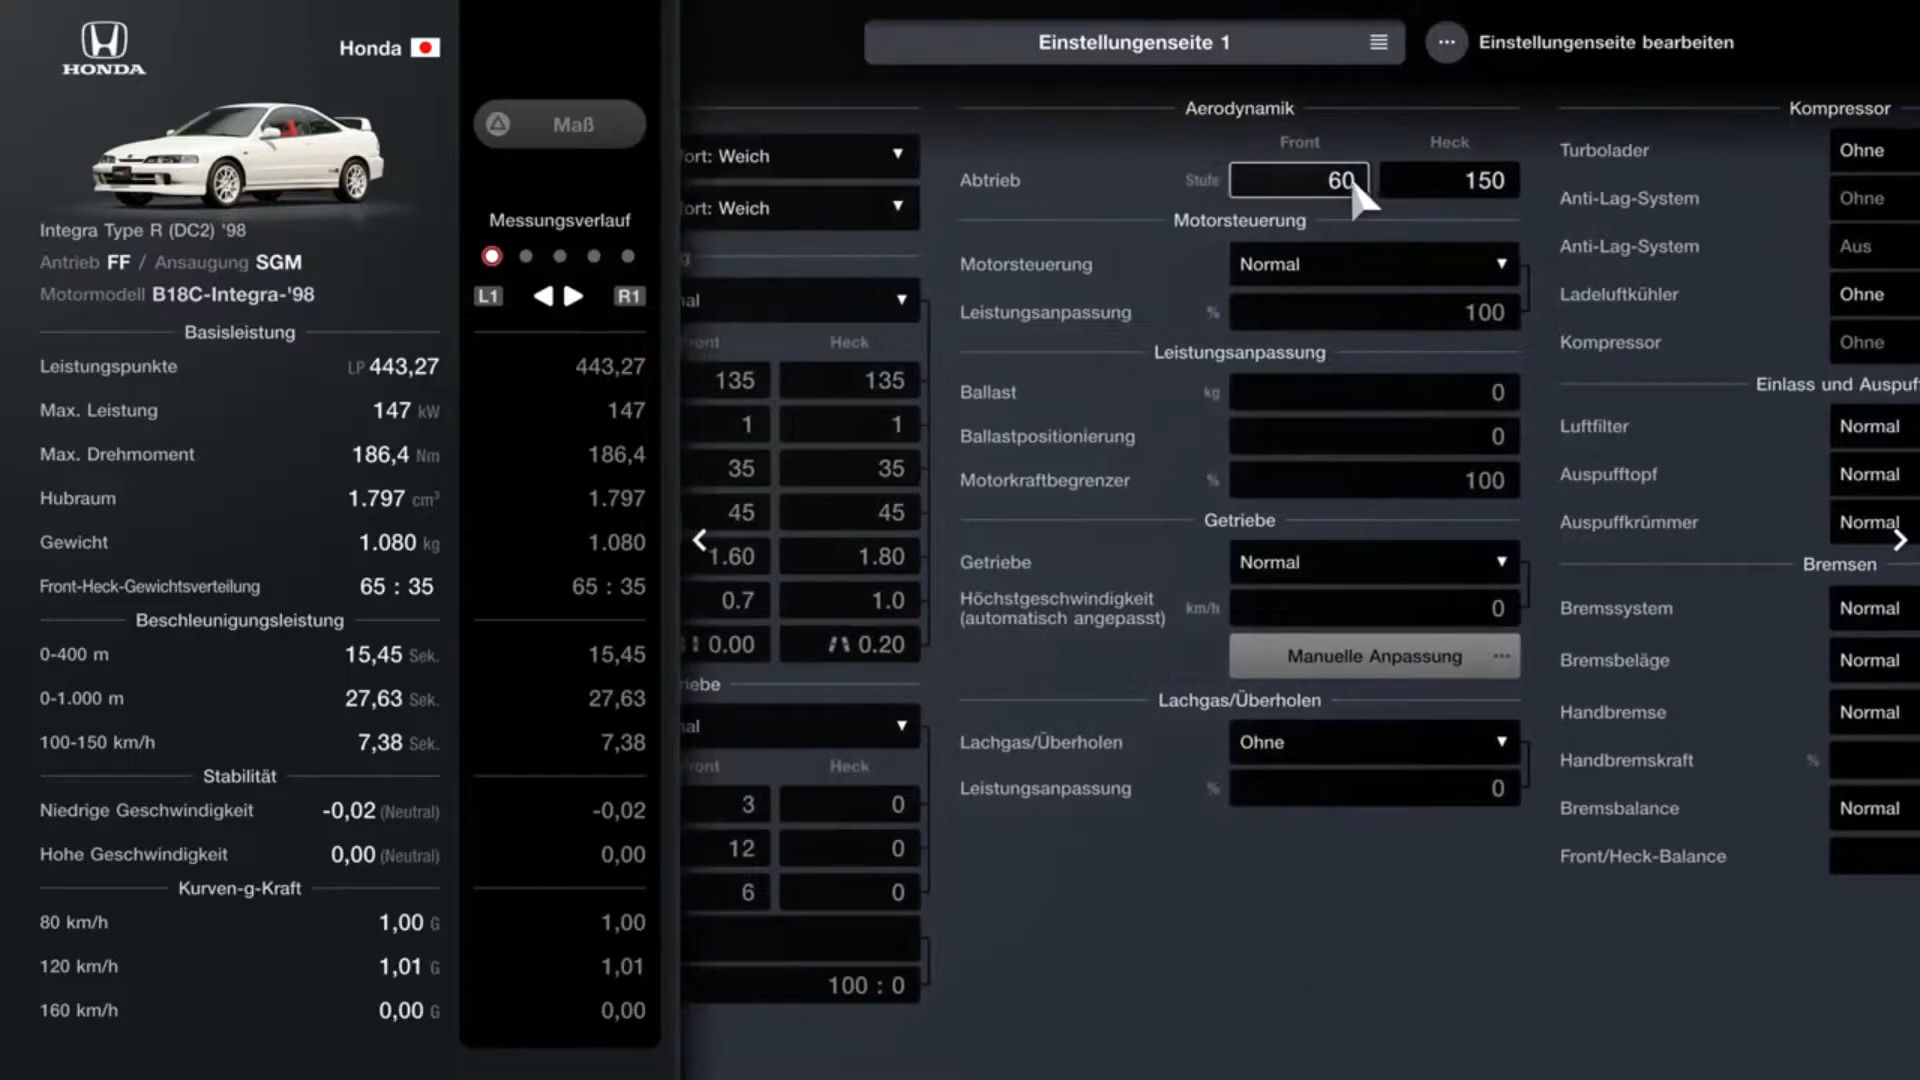 HONDA
Honda
Integra Type R (DC2) '98
Antrieb FF / Ansaugung SGM
Motormodell B18C-Integra-'98
Basisleistung
Leistungspunkte LP 443,27
Max. Leistung 147 kW
Max. Drehmoment 186,4 Nm
Hubraum 1.797 cm³
Gewicht 1.080 kg
Front-Heck-Gewichtsverteilung 65 : 35
Beschleunigungsleistung
0-400 m 15,45 Sek.
0-1.000 m 27,63 Sek.
100-150 km/h 7,38 Sek.
Stabilität
Niedrige Geschwindigkeit -0,02 (Neutral)
Hohe Geschwindigkeit 0,00 (Neutral)
Kurven-g-Kraft
80 km/h 1,00 G
120 km/h 1,01 G
160 km/h 0,00 G
Maß
Messungsverlauf
L1 R1
443,27
147
186,4
1.797
1.080
65 : 35
15,45
27,63
7,38
-0,02
0,00
1,00
1,01
0,00
Einstellungenseite 1
Einstellungenseite bearbeiten
ort: Weich
ort: Weich
al
ront Heck
135 135
1 1
35 35
45 45
1.60 1.80
0.7 1.0
0.00 0.20
riebe
al
ront Heck
3 0
12 0
6 0
100 : 0
Aerodynamik
Front Heck
Abtrieb Stufe 60 150
Motorsteuerung
Motorsteuerung Normal
Leistungsanpassung % 100
Leistungsanpassung
Ballast kg 0
Ballastpositionierung 0
Motorkraftbegrenzer % 100
Getriebe
Getriebe Normal
Höchstgeschwindigkeit
(automatisch angepasst) km/h 0
Manuelle Anpassung
Lachgas/Überholen
Lachgas/Überholen Ohne
Leistungsanpassung % 0
Kompressor
Turbolader Ohne
Anti-Lag-System Ohne
Anti-Lag-System Aus
Ladeluftkühler Ohne
Kompressor Ohne
Einlass und Auspuff
Luftfilter Normal
Auspufftopf Normal
Auspuffkrümmer Normal
Bremsen
Bremssystem Normal
Bremsbeläge Normal
Handbremse Normal
Handbremskraft %
Bremsbalance Normal
Front/Heck-Balance